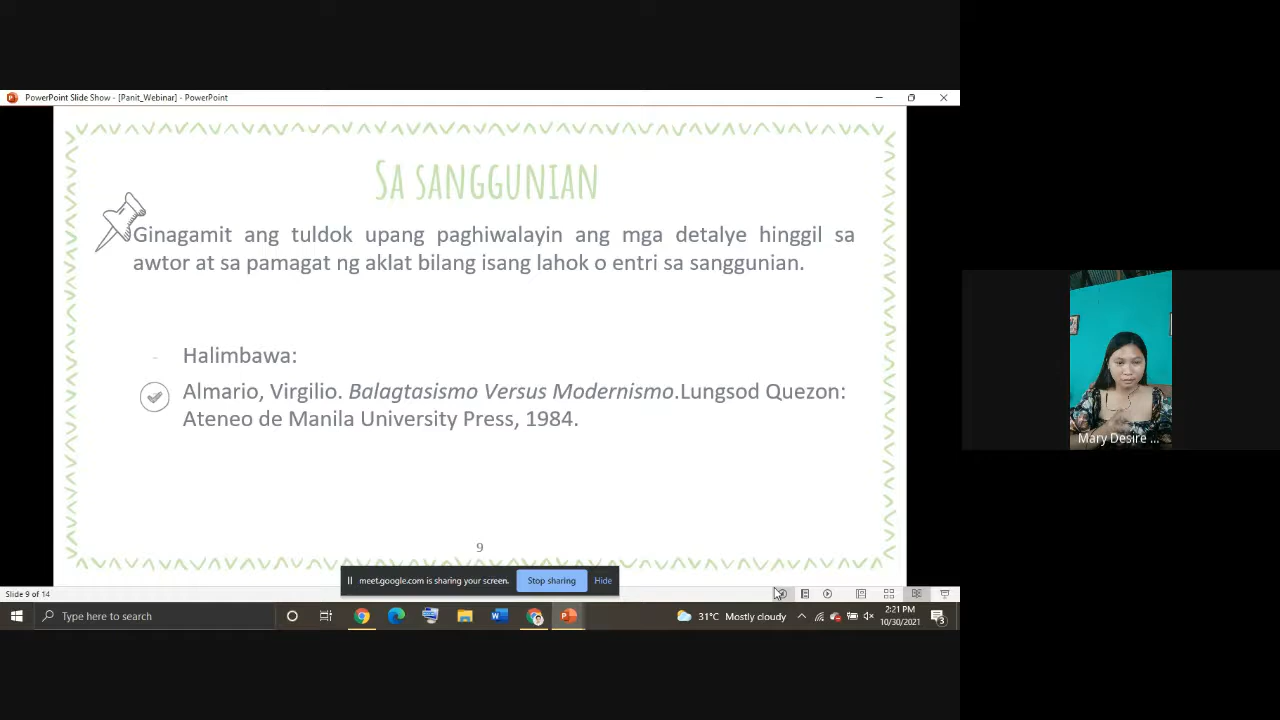 PowerPoint Slide Show - [Panit_Webinar] - PowerPoint
Sa sanggunian
Ginagamit ang tuldok upang paghiwalayin ang mga detalye hinggil sa
awtor at sa pamagat ng aklat bilang isang lahok o entri sa sanggunian.
- Halimbawa:
Almario, Virgilio. Balagtasismo Versus Modernismo.Lungsod Quezon:
Ateneo de Manila University Press, 1984.
9
meet.google.com is sharing your screen. Stop sharing Hide
Slide 9 of 14
Type here to search
31°C Mostly cloudy
2:21 PM
10/30/2021
3
Mary Desire ...